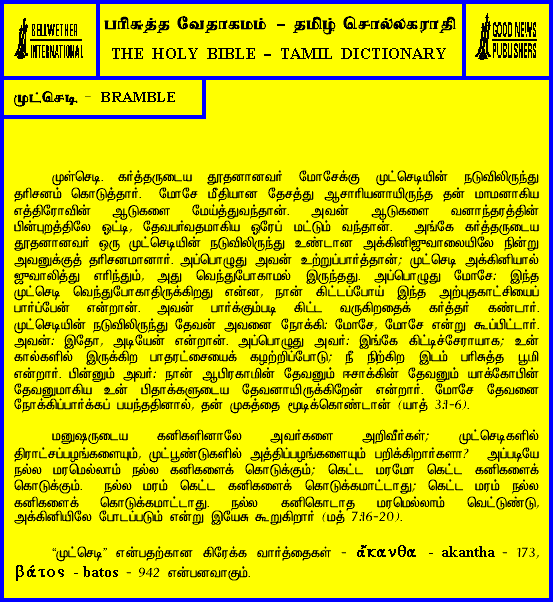 BELLWETHER
INTERNATIONAL
பரிசுத்த வேதாகமம் - தமிழ் சொல்லகராதி
THE HOLY BIBLE - TAMIL DICTIONARY
GOOD NEWS
PUBLISHERS
முட்செடி - BRAMBLE
முள்செடி. கர்த்தருடைய தூதனானவர் மோசேக்கு முட்செடியின் நடுவிலிருந்து
தரிசனம் கொடுத்தார். மோசே மீதியான தேசத்து ஆசாரியனாயிருந்த தன் மாமனாகிய
எத்திரோவின் ஆடுகளை மேய்த்துவந்தான். அவன் ஆடுகளை வனாந்தரத்தின்
பின்புறத்திலே ஓட்டி, தேவபர்வதமாகிய ஓரேப் மட்டும் வந்தான். அங்கே கர்த்தருடைய
தூதனானவர் ஒரு முட்செடியின் நடுவிலிருந்து உண்டான அக்கினிஜுவாலையிலே நின்று
அவனுக்குத் தரிசனமானார். அப்பொழுது அவன் உற்றுப்பார்த்தான்; முட்செடி அக்கினியால்
ஜுவாலித்து எரிந்தும், அது வெந்துபோகாமல் இருந்தது. அப்பொழுது மோசே: இந்த
முட்செடி வெந்துபோகாதிருக்கிறது என்ன, நான் கிட்டப்போய் இந்த அற்புதகாட்சியைப்
பார்ப்பேன் என்றான். அவன் பார்க்கும்படி கிட்ட வருகிறதைக் கர்த்தர் கண்டார்.
முட்செடியின் நடுவிலிருந்து தேவன் அவனை நோக்கி: மோசே, மோசே என்று கூப்பிட்டார்.
அவன்: இதோ, அடியேன் என்றான். அப்பொழுது அவர்: இங்கே கிட்டிச்சேராயாக; உன்
கால்களில் இருக்கிற பாதரட்சையைக் கழற்றிப்போடு; நீ நிற்கிற இடம் பரிசுத்த பூமி
என்றார். பின்னும் அவர்: நான் ஆபிரகாமின் தேவனும் ஈசாக்கின் தேவனும் யாக்கோபின்
தேவனுமாகிய உன் பிதாக்களுடைய தேவனாயிருக்கிறேன் என்றார். மோசே தேவனை
நோக்கிப்பார்க்கப் பயந்ததினால், தன் முகத்தை மூடிக்கொண்டான் (யாத் 3:1-6).
மனுஷருடைய கனிகளினாலே அவர்களை அறிவீர்கள்; முட்செடிகளில்
திராட்சப்பழங்களையும், முட்பூண்டுகளில் அத்திப்பழங்களையும் பறிக்கிறார்களா? அப்படியே
நல்ல மரமெல்லாம் நல்ல கனிகளைக் கொடுக்கும்; கெட்ட மரமோ கெட்ட கனிகளைக்
கொடுக்கும். நல்ல மரம் கெட்ட கனிகளைக் கொடுக்கமாட்டாது; கெட்ட மரம் நல்ல
கனிகளைக் கொடுக்கமாட்டாது. நல்ல கனிகொடாத மரமெல்லாம் வெட்டுண்டு,
அக்கினியிலே போடப்படும் என்று இயேசு கூறுகிறார் (மத் 7:16-20).
"முட்செடி" என்பதற்கான கிரேக்க வார்த்தைகள் - ἄκανθα - akantha - 173,
βάτος - batos - 942 என்பனவாகும்.